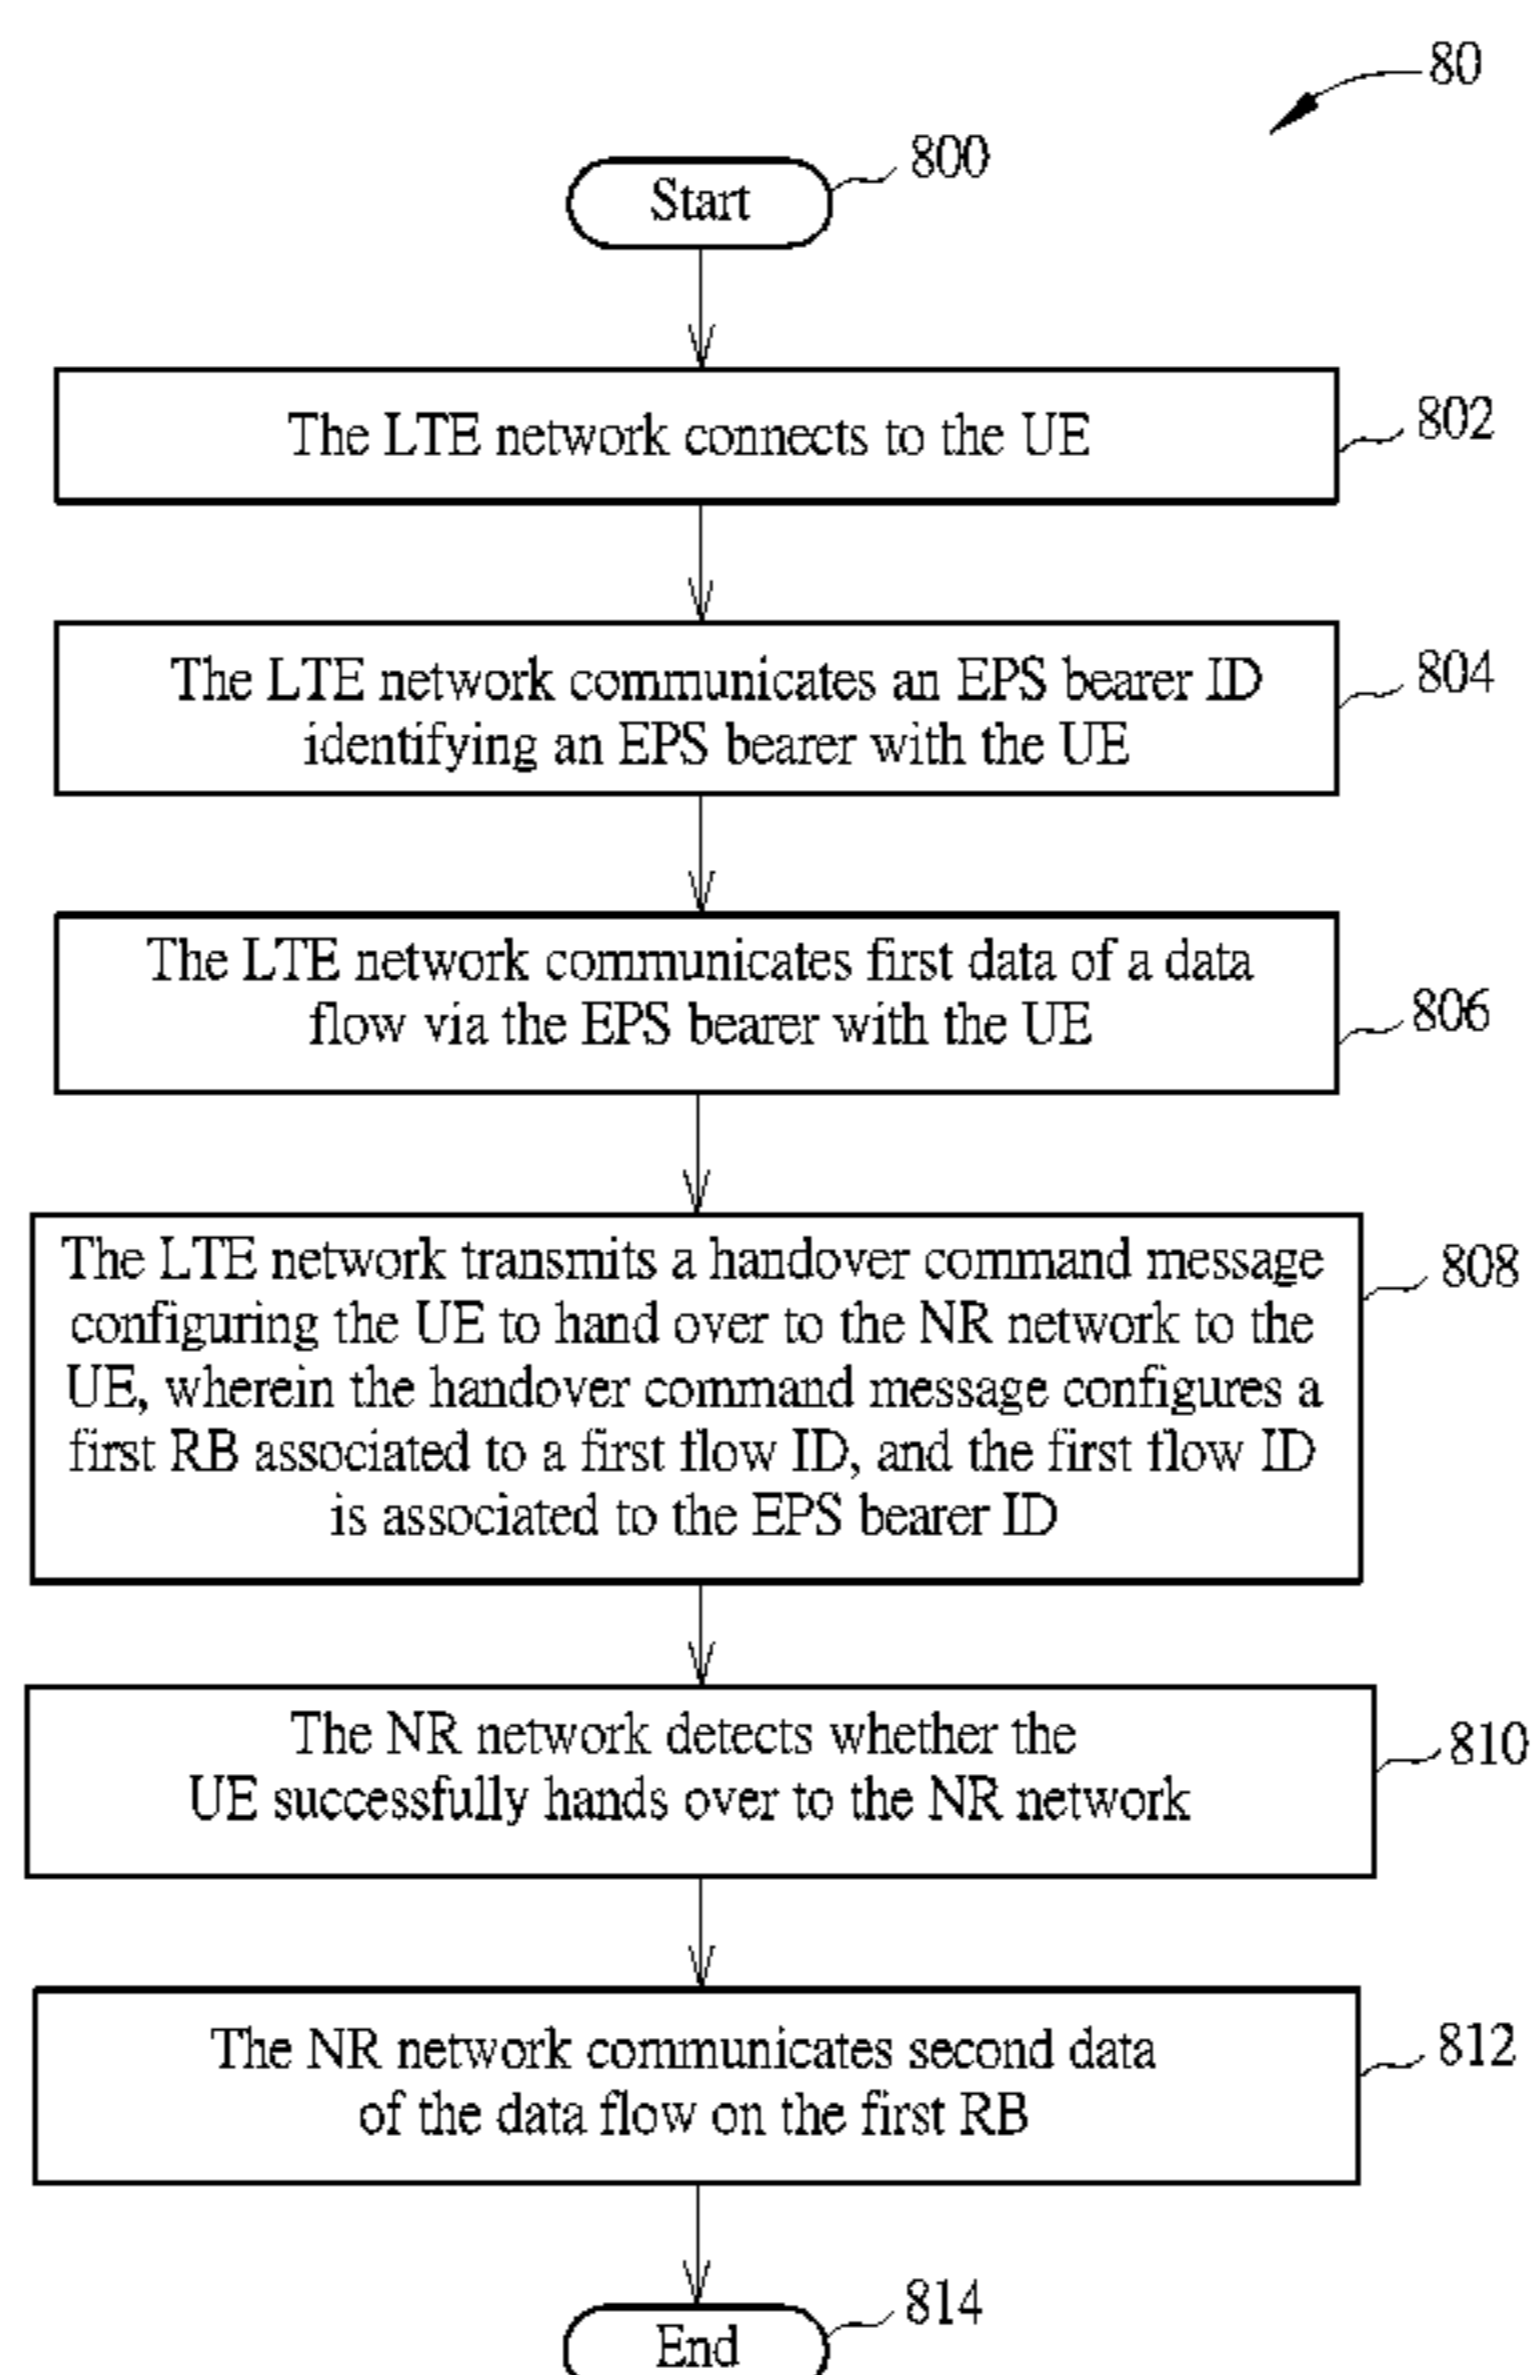 80
Start
800
The LTE network connects to the UE
802
The LTE network communicates an EPS bearer ID
identifying an EPS bearer with the UE
804
The LTE network communicates first data of a data
flow via the EPS bearer with the UE
806
The LTE network transmits a handover command message
configuring the UE to hand over to the NR network to the
UE, wherein the handover command message configures a
first RB associated to a first flow ID, and the first flow ID
is associated to the EPS bearer ID
808
The NR network detects whether the
UE successfully hands over to the NR network
810
The NR network communicates second data
of the data flow on the first RB
812
End
814